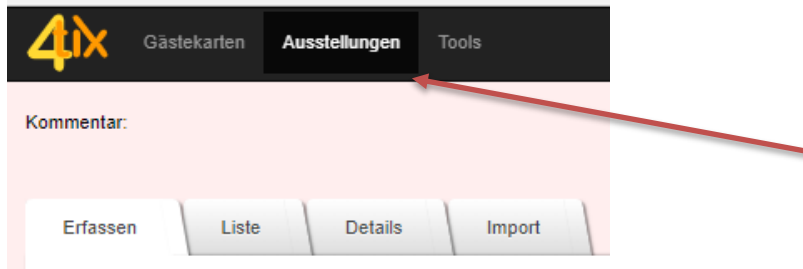 4tix Gästekarten Ausstellungen Tools
Kommentar:
Erfassen Liste Details Import